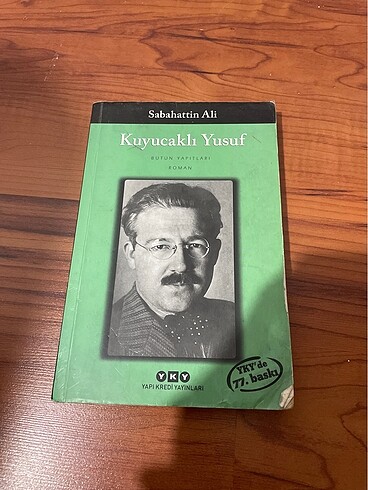 Sabahattin Ali
Kuyucaklı Yusuf
BÜTÜN YAPITLARI
ROMAN
YKY
YAPI KREDİ YAYINLARI
YKY'de
77. baskı